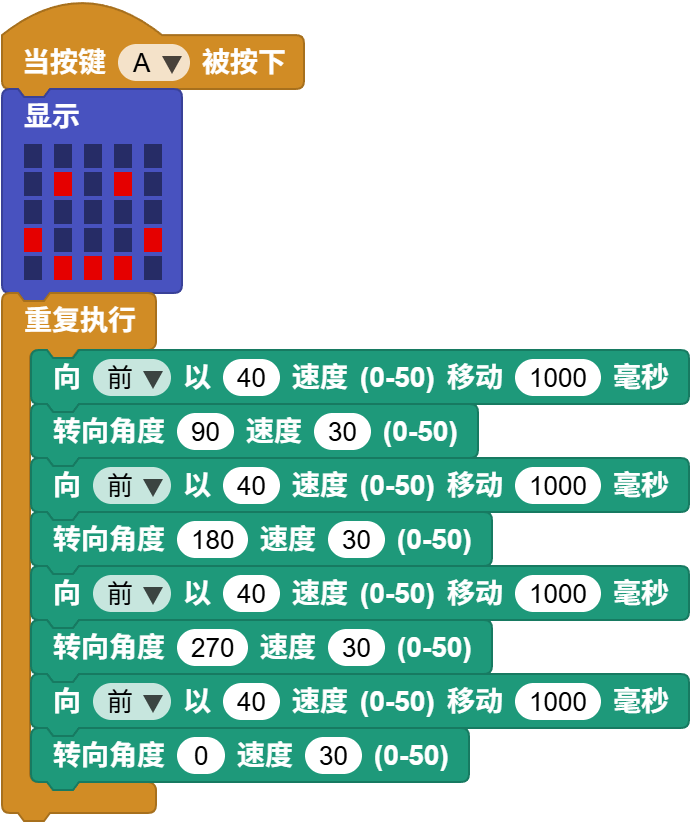 当按键 A 被按下
显示
重复执行
向 前 以 40 速度 (0-50) 移动 1000 毫秒
转向角度 90 速度 30 (0-50)
向 前 以 40 速度 (0-50) 移动 1000 毫秒
转向角度 180 速度 30 (0-50)
向 前 以 40 速度 (0-50) 移动 1000 毫秒
转向角度 270 速度 30 (0-50)
向 前 以 40 速度 (0-50) 移动 1000 毫秒
转向角度 0 速度 30 (0-50)